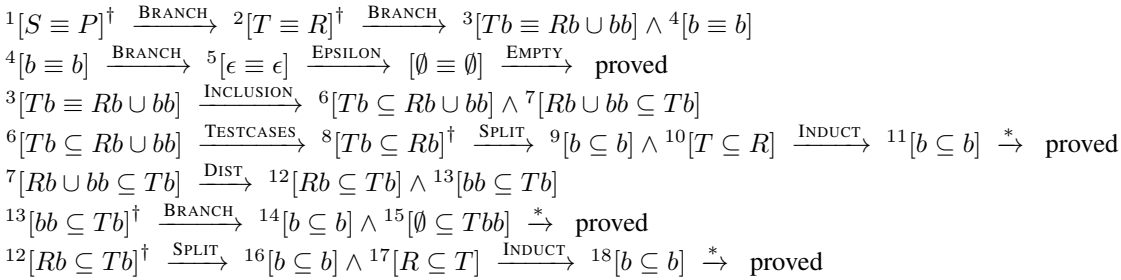 ¹[S ≡ P]† BRANCH→ ²[T ≡ R]† BRANCH→ ³[Tb ≡ Rb ∪ bb] ∧ ⁴[b ≡ b]
⁴[b ≡ b] BRANCH→ ⁵[ϵ ≡ ϵ] EPSILON→ [∅ ≡ ∅] EMPTY→ proved
³[Tb ≡ Rb ∪ bb] INCLUSION→ ⁶[Tb ⊆ Rb ∪ bb] ∧ ⁷[Rb ∪ bb ⊆ Tb]
⁶[Tb ⊆ Rb ∪ bb] TESTCASES→ ⁸[Tb ⊆ Rb]† SPLIT→ ⁹[b ⊆ b] ∧ ¹⁰[T ⊆ R] INDUCT→ ¹¹[b ⊆ b] *→ proved
⁷[Rb ∪ bb ⊆ Tb] DIST→ ¹²[Rb ⊆ Tb] ∧ ¹³[bb ⊆ Tb]
¹³[bb ⊆ Tb]† BRANCH→ ¹⁴[b ⊆ b] ∧ ¹⁵[∅ ⊆ Tbb] *→ proved
¹²[Rb ⊆ Tb]† SPLIT→ ¹⁶[b ⊆ b] ∧ ¹⁷[R ⊆ T] INDUCT→ ¹⁸[b ⊆ b] *→ proved